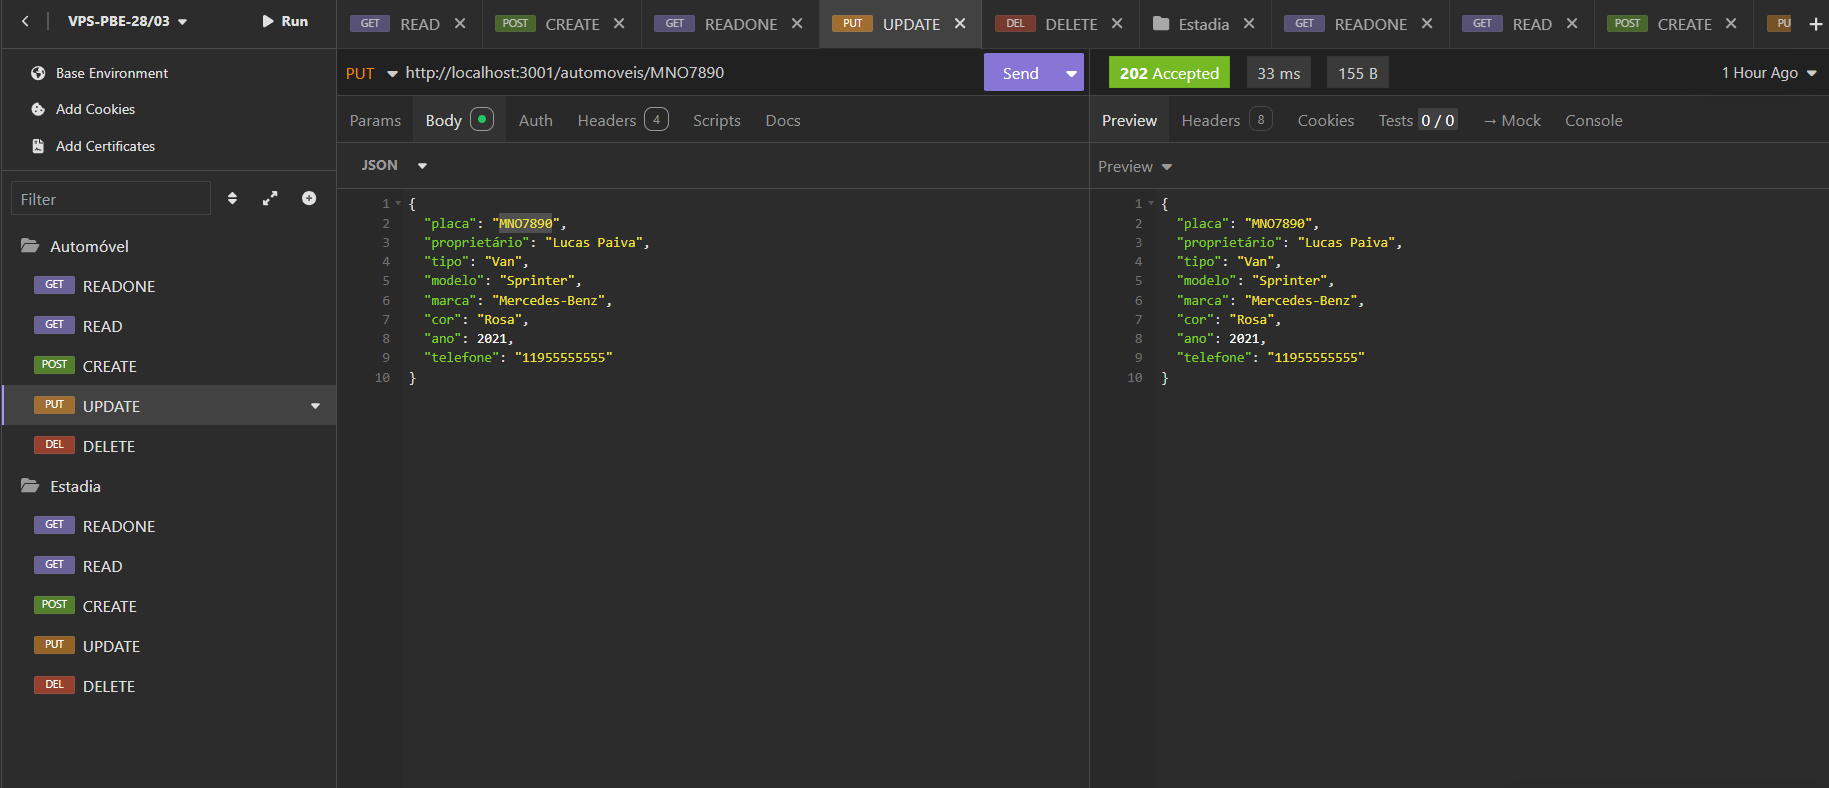 VPS-PBE-28/03
Run
GET READ
POST CREATE
GET READONE
PUT UPDATE
DEL DELETE
Estadia
GET READONE
GET READ
POST CREATE
PU
Base Environment
Add Cookies
Add Certificates
Filter
Automóvel
GET READONE
GET READ
POST CREATE
PUT UPDATE
DEL DELETE
Estadia
GET READONE
GET READ
POST CREATE
PUT UPDATE
DEL DELETE
PUT http://localhost:3001/automoveis/MNO7890 Send
Params Body Auth Headers 4 Scripts Docs
JSON
1 {
2 "placa": "MNO7890",
3 "proprietário": "Lucas Paiva",
4 "tipo": "Van",
5 "modelo": "Sprinter",
6 "marca": "Mercedes-Benz",
7 "cor": "Rosa",
8 "ano": 2021,
9 "telefone": "11955555555"
10 }
202 Accepted 33 ms 155 B 1 Hour Ago
Preview Headers 8 Cookies Tests 0 / 0 → Mock Console
Preview
1 {
2 "placa": "MNO7890",
3 "proprietário": "Lucas Paiva",
4 "tipo": "Van",
5 "modelo": "Sprinter",
6 "marca": "Mercedes-Benz",
7 "cor": "Rosa",
8 "ano": 2021,
9 "telefone": "11955555555"
10 }